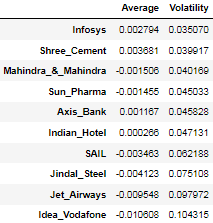 Average Volatility
Infosys 0.002794 0.035070
Shree_Cement 0.003681 0.039917
Mahindra_&_Mahindra -0.001506 0.040169
Sun_Pharma -0.001455 0.045033
Axis_Bank 0.001167 0.045828
Indian_Hotel 0.000266 0.047131
SAIL -0.003463 0.062188
Jindal_Steel -0.004123 0.075108
Jet_Airways -0.009548 0.097972
Idea_Vodafone -0.010608 0.104315